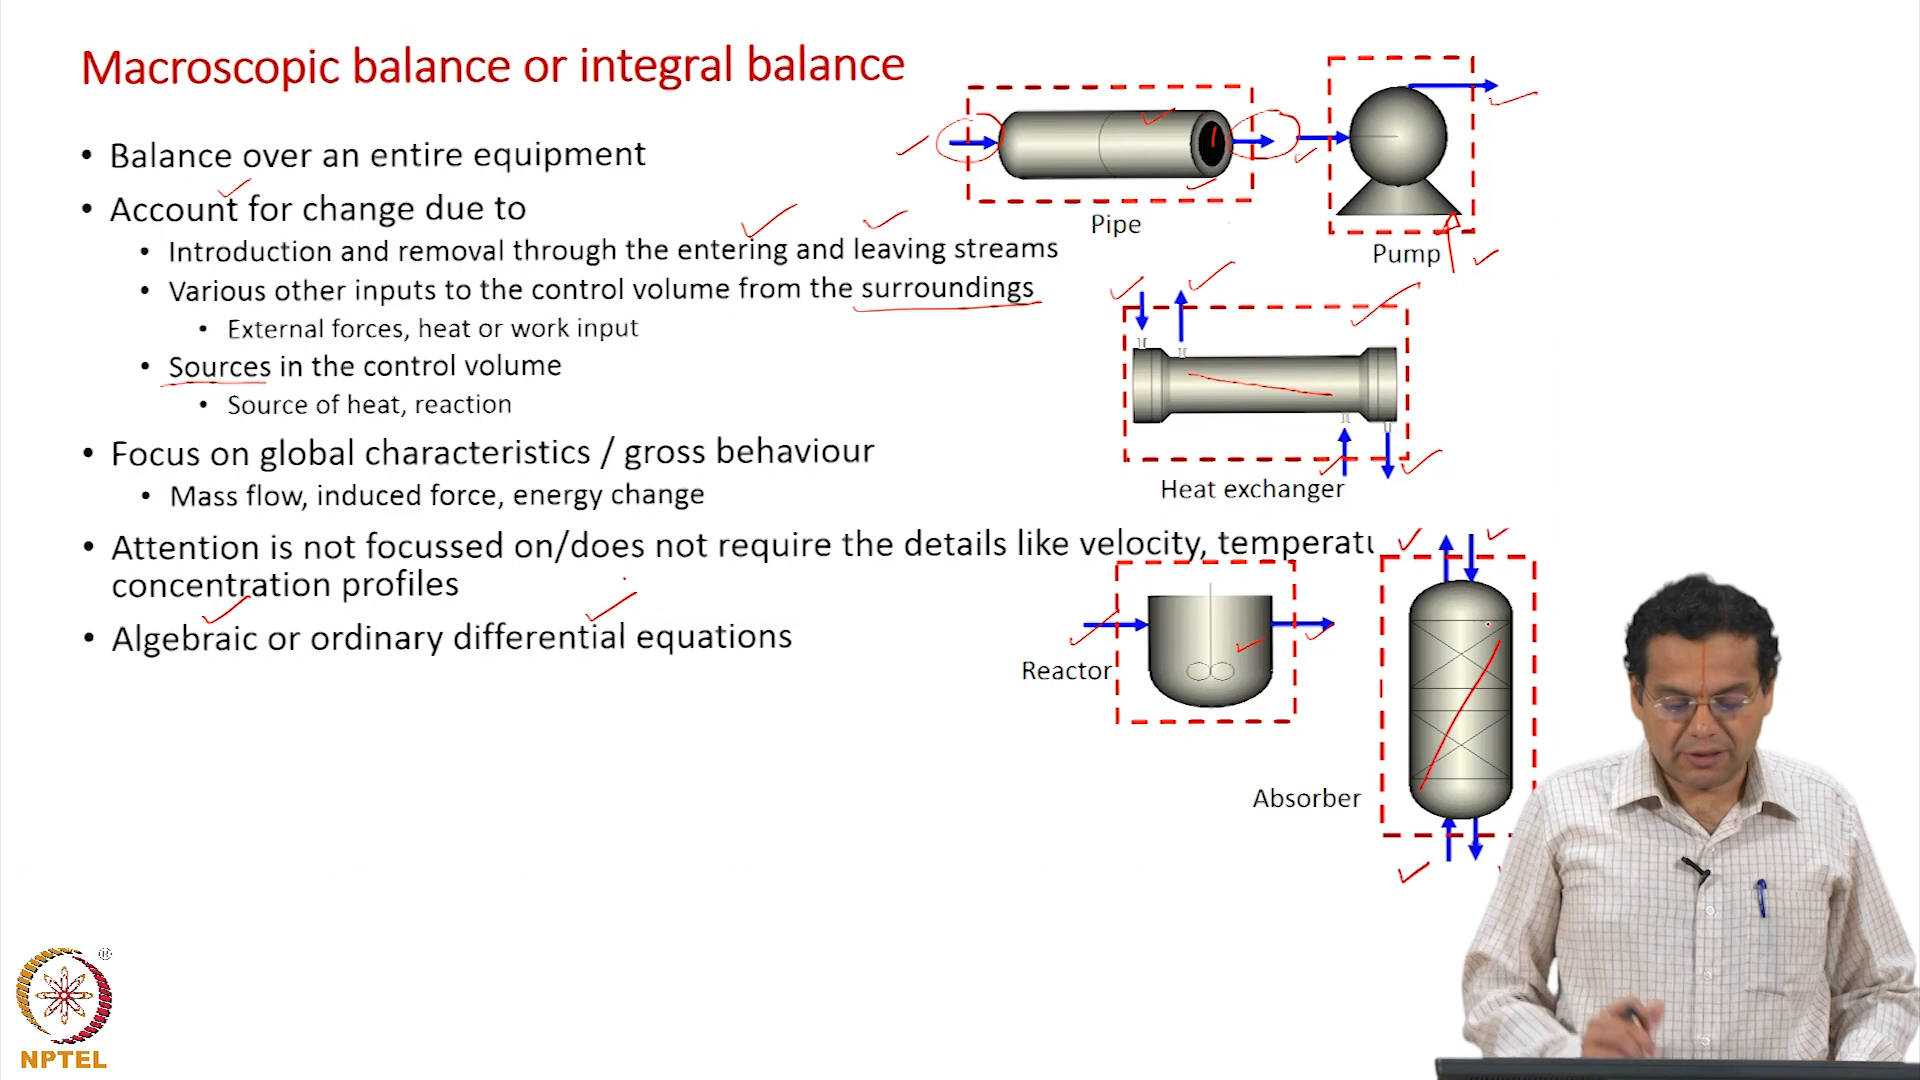 Macroscopic balance or integral balance
• Balance over an entire equipment
• Account for change due to
• Introduction and removal through the entering and leaving streams
• Various other inputs to the control volume from the surroundings
• External forces, heat or work input
• Sources in the control volume
• Source of heat, reaction
• Focus on global characteristics / gross behaviour
• Mass flow, induced force, energy change
• Attention is not focussed on/does not require the details like velocity,
concentration profiles
• Algebraic or ordinary differential equations
Pipe
Pump
Heat exchanger
Reactor
Absorber
®
NPTEL